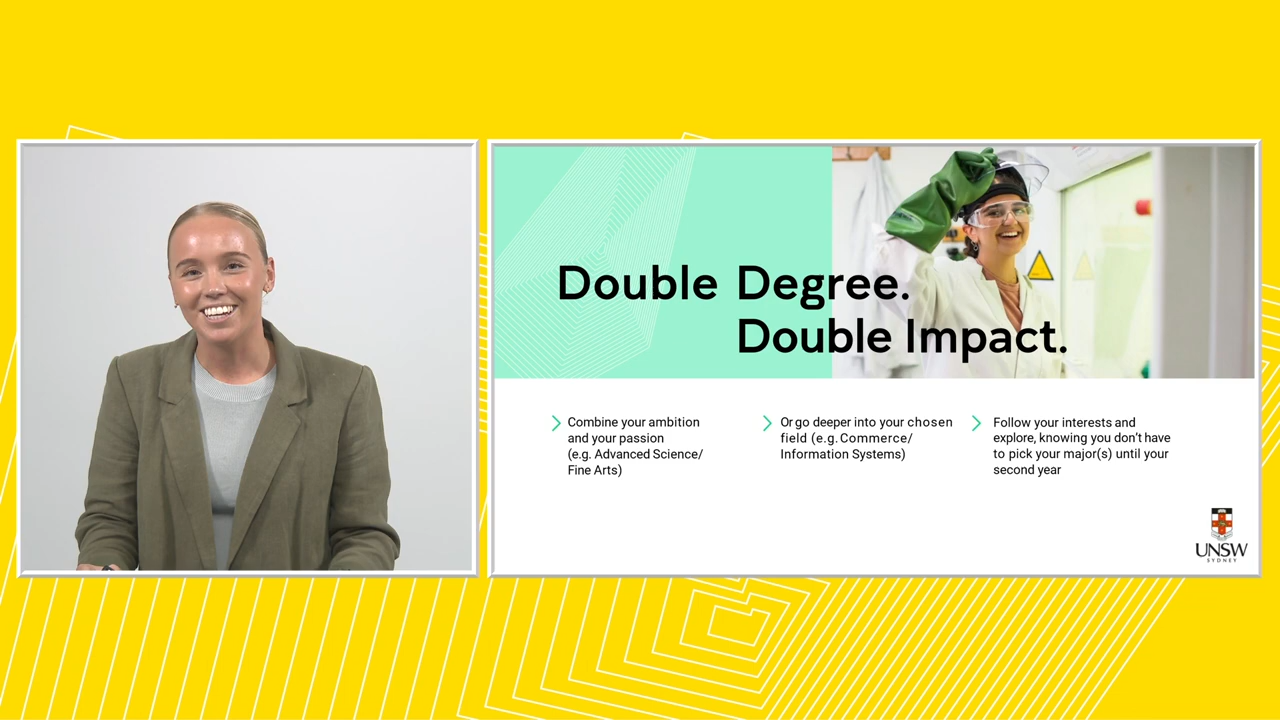 Double Degree.
Double Impact.
Combine your ambition
and your passion
(e.g. Advanced Science/
Fine Arts)
Or go deeper into your chosen
field (e.g. Commerce/
Information Systems)
Follow your interests and
explore, knowing you don't have
to pick your major(s) until your
second year
UNSW
SYDNEY